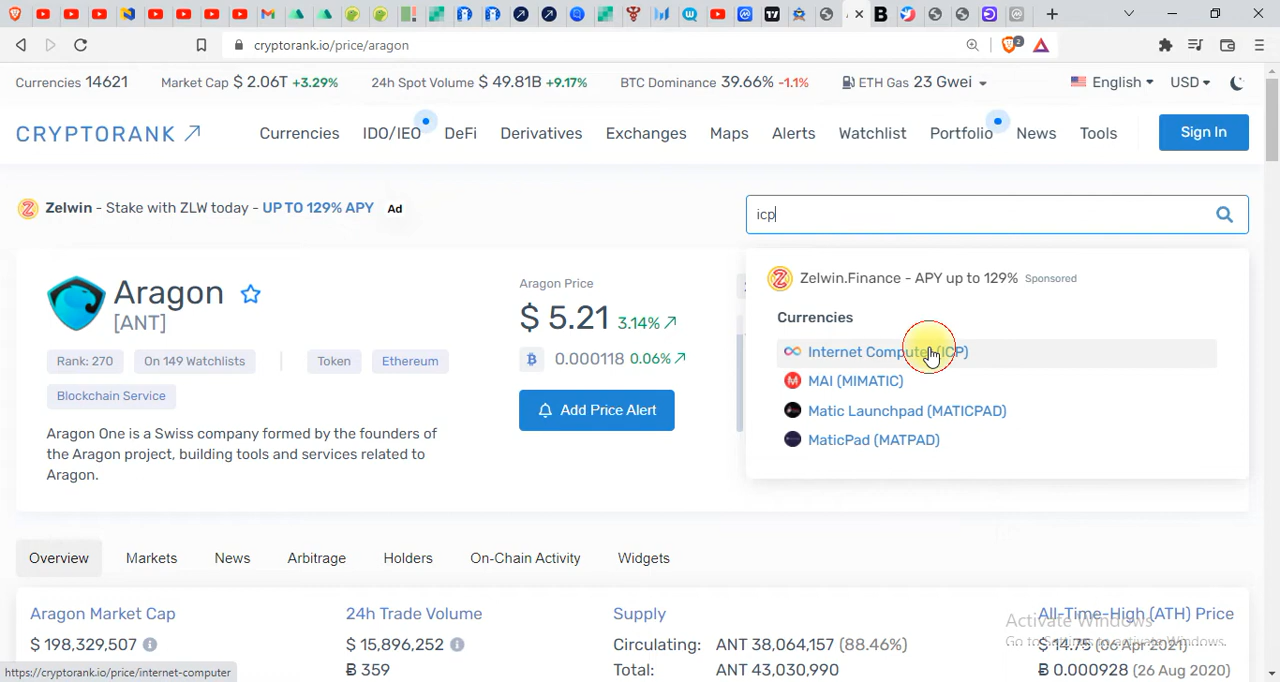 cryptorank.io/price/aragon
2
Currencies 14621
Market Cap $ 2.06T +3.29%
24h Spot Volume $ 49.81B +9.17%
BTC Dominance 39.66% -1.1%
ETH Gas 23 Gwei
English
USD
CRYPTORANK
Currencies
IDO/IEO
DeFi
Derivatives
Exchanges
Maps
Alerts
Watchlist
Portfolio
News
Tools
Sign In
Zelwin - Stake with ZLW today - UP TO 129% APY Ad
icp
Zelwin.Finance - APY up to 129% Sponsored
Currencies
Internet Computer (ICP)
MAI (MIMATIC)
Matic Launchpad (MATICPAD)
MaticPad (MATPAD)
Aragon
[ANT]
Rank: 270
On 149 Watchlists
Token
Ethereum
Blockchain Service
Aragon One is a Swiss company formed by the founders of
the Aragon project, building tools and services related to
Aragon.
Aragon Price
$ 5.21 3.14%
0.000118 0.06%
Add Price Alert
Overview
Markets
News
Arbitrage
Holders
On-Chain Activity
Widgets
Aragon Market Cap
$ 198,329,507
24h Trade Volume
$ 15,896,252
Ƀ 359
Supply
Circulating: ANT 38,064,157 (88.46%)
Total: ANT 43,030,990
All-Time-High (ATH) Price
$ 14.75 (06 Apr 2021)
Ƀ 0.000928 (26 Aug 2020)
Activate Windows
Go to Settings to activate Windows.
https://cryptorank.io/price/internet-computer